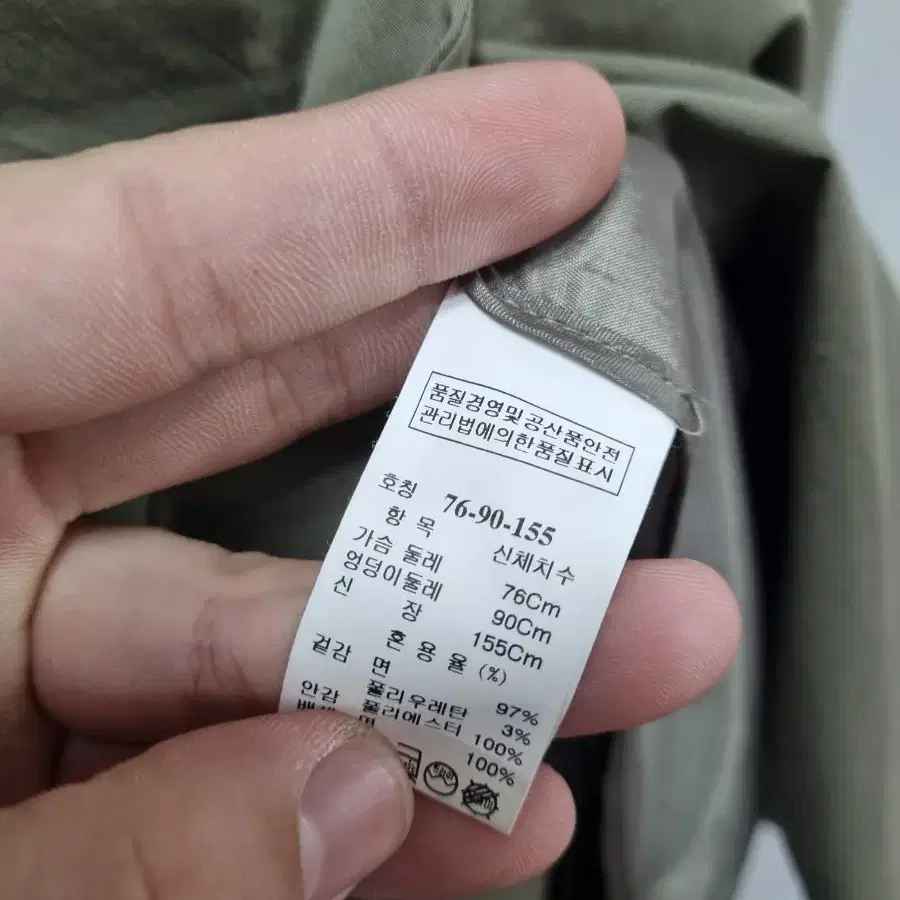 품질경영및공산품안전
관리법에의한품질표시
호칭 76-90-155
항 목 신체치수
가슴 둘레 76Cm
엉덩이둘레 90Cm
신 장 155Cm
혼 용 율 (%)
겉감 면 97%
폴리우레탄 3%
안감 폴리에스터 100%
면 100%